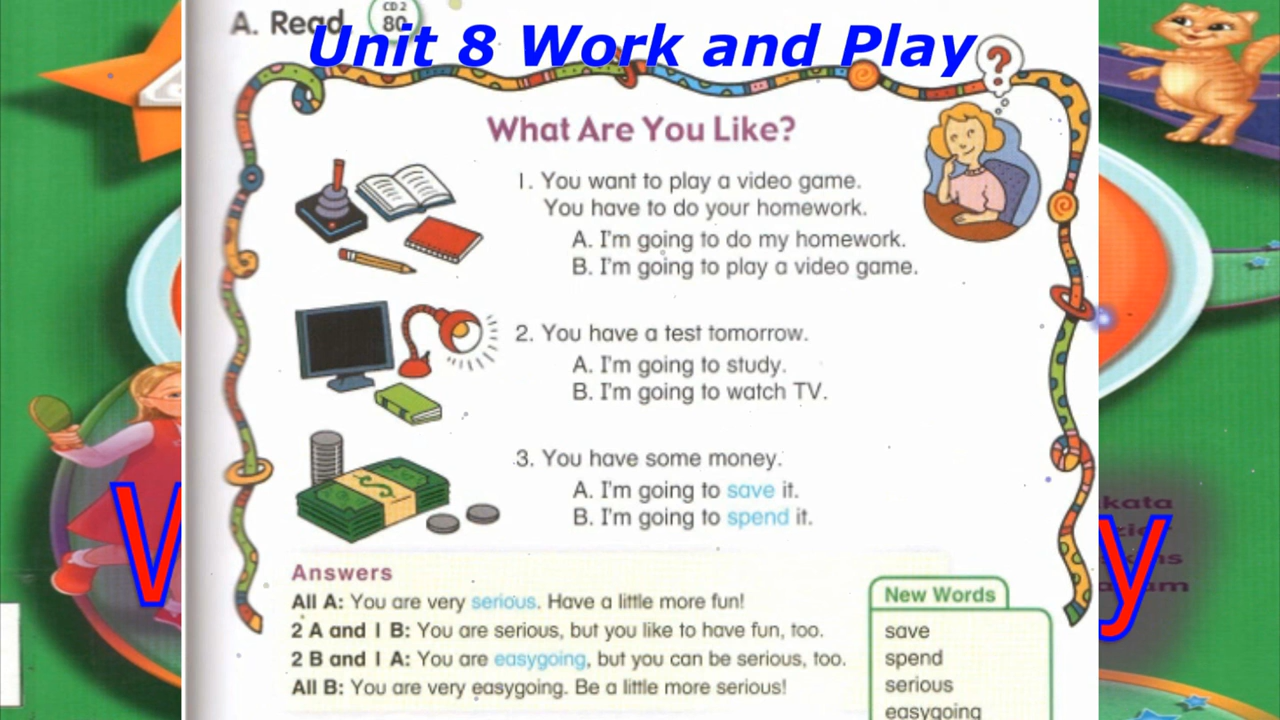 A. Read
CD 2
80
Unit 8 Work and Play
?
What Are You Like?
1. You want to play a video game.
You have to do your homework.
A. I'm going to do my homework.
B. I'm going to play a video game.
2. You have a test tomorrow.
A. I'm going to study.
B. I'm going to watch TV.
3. You have some money.
A. I'm going to save it.
B. I'm going to spend it.
$
Answers
All A: You are very serious. Have a little more fun!
2 A and 1 B: You are serious, but you like to have fun, too.
2 B and 1 A: You are easygoing, but you can be serious, too.
All B: You are very easygoing. Be a little more serious!
New Words
save
spend
serious
easygoing
kata
W
y